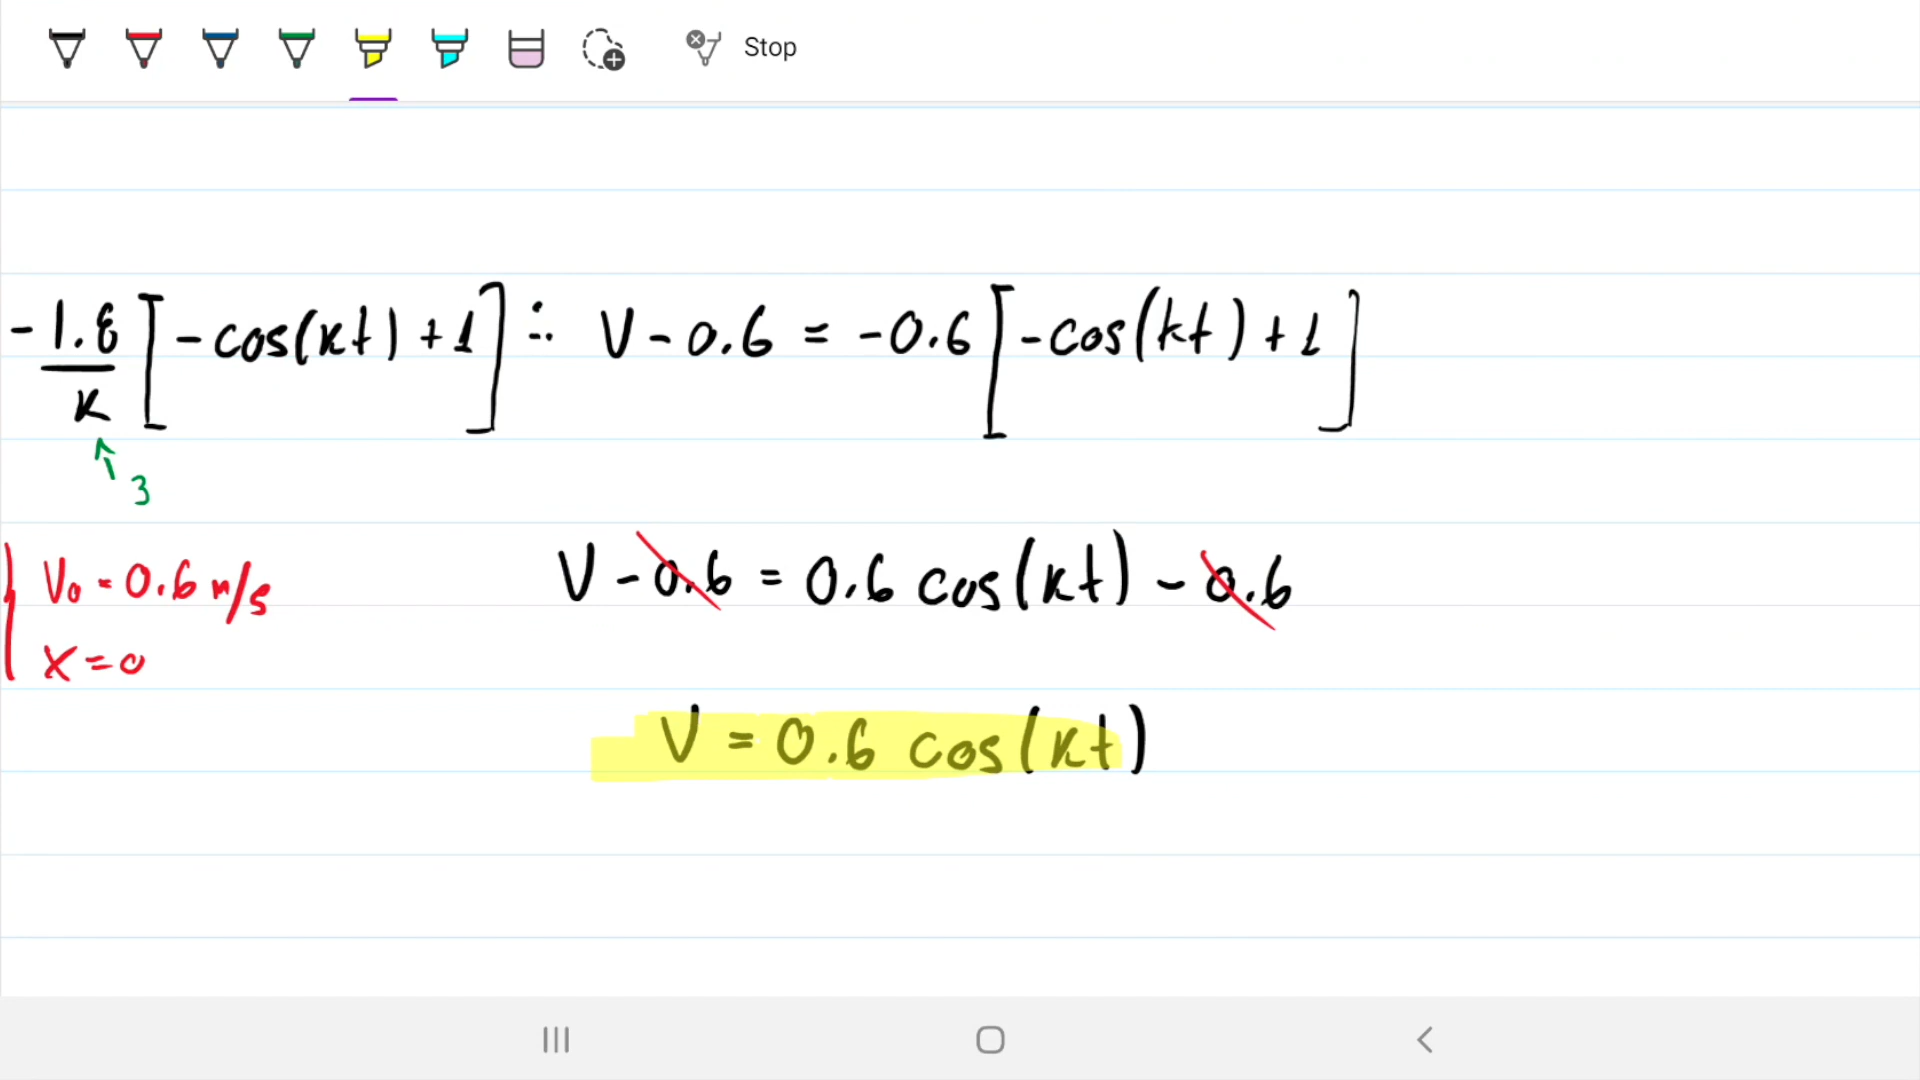 Stop
-1.8/k [-cos(kt)+1] ∴ V-0.6 = -0.6[-cos(kt)+1]
3
V₀=0.6 m/s
V-0.6 = 0.6 cos(kt) - 0.6
x=0
V = 0.6 cos(kt)